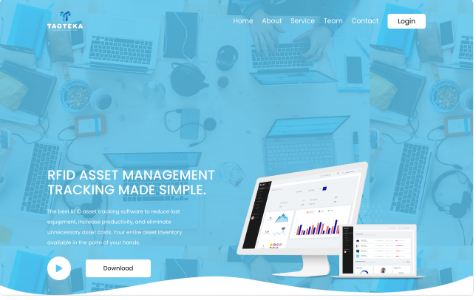 TAGTEKA
Home About Service Team Contact Login
RFID ASSET MANAGEMENT
TRACKING MADE SIMPLE.
The best RFID asset tracking software to reduce lost
equipment, increase productivity, and eliminate
unnecessary asset costs. Your entire asset inventory
available in the palm of your hands.
Download